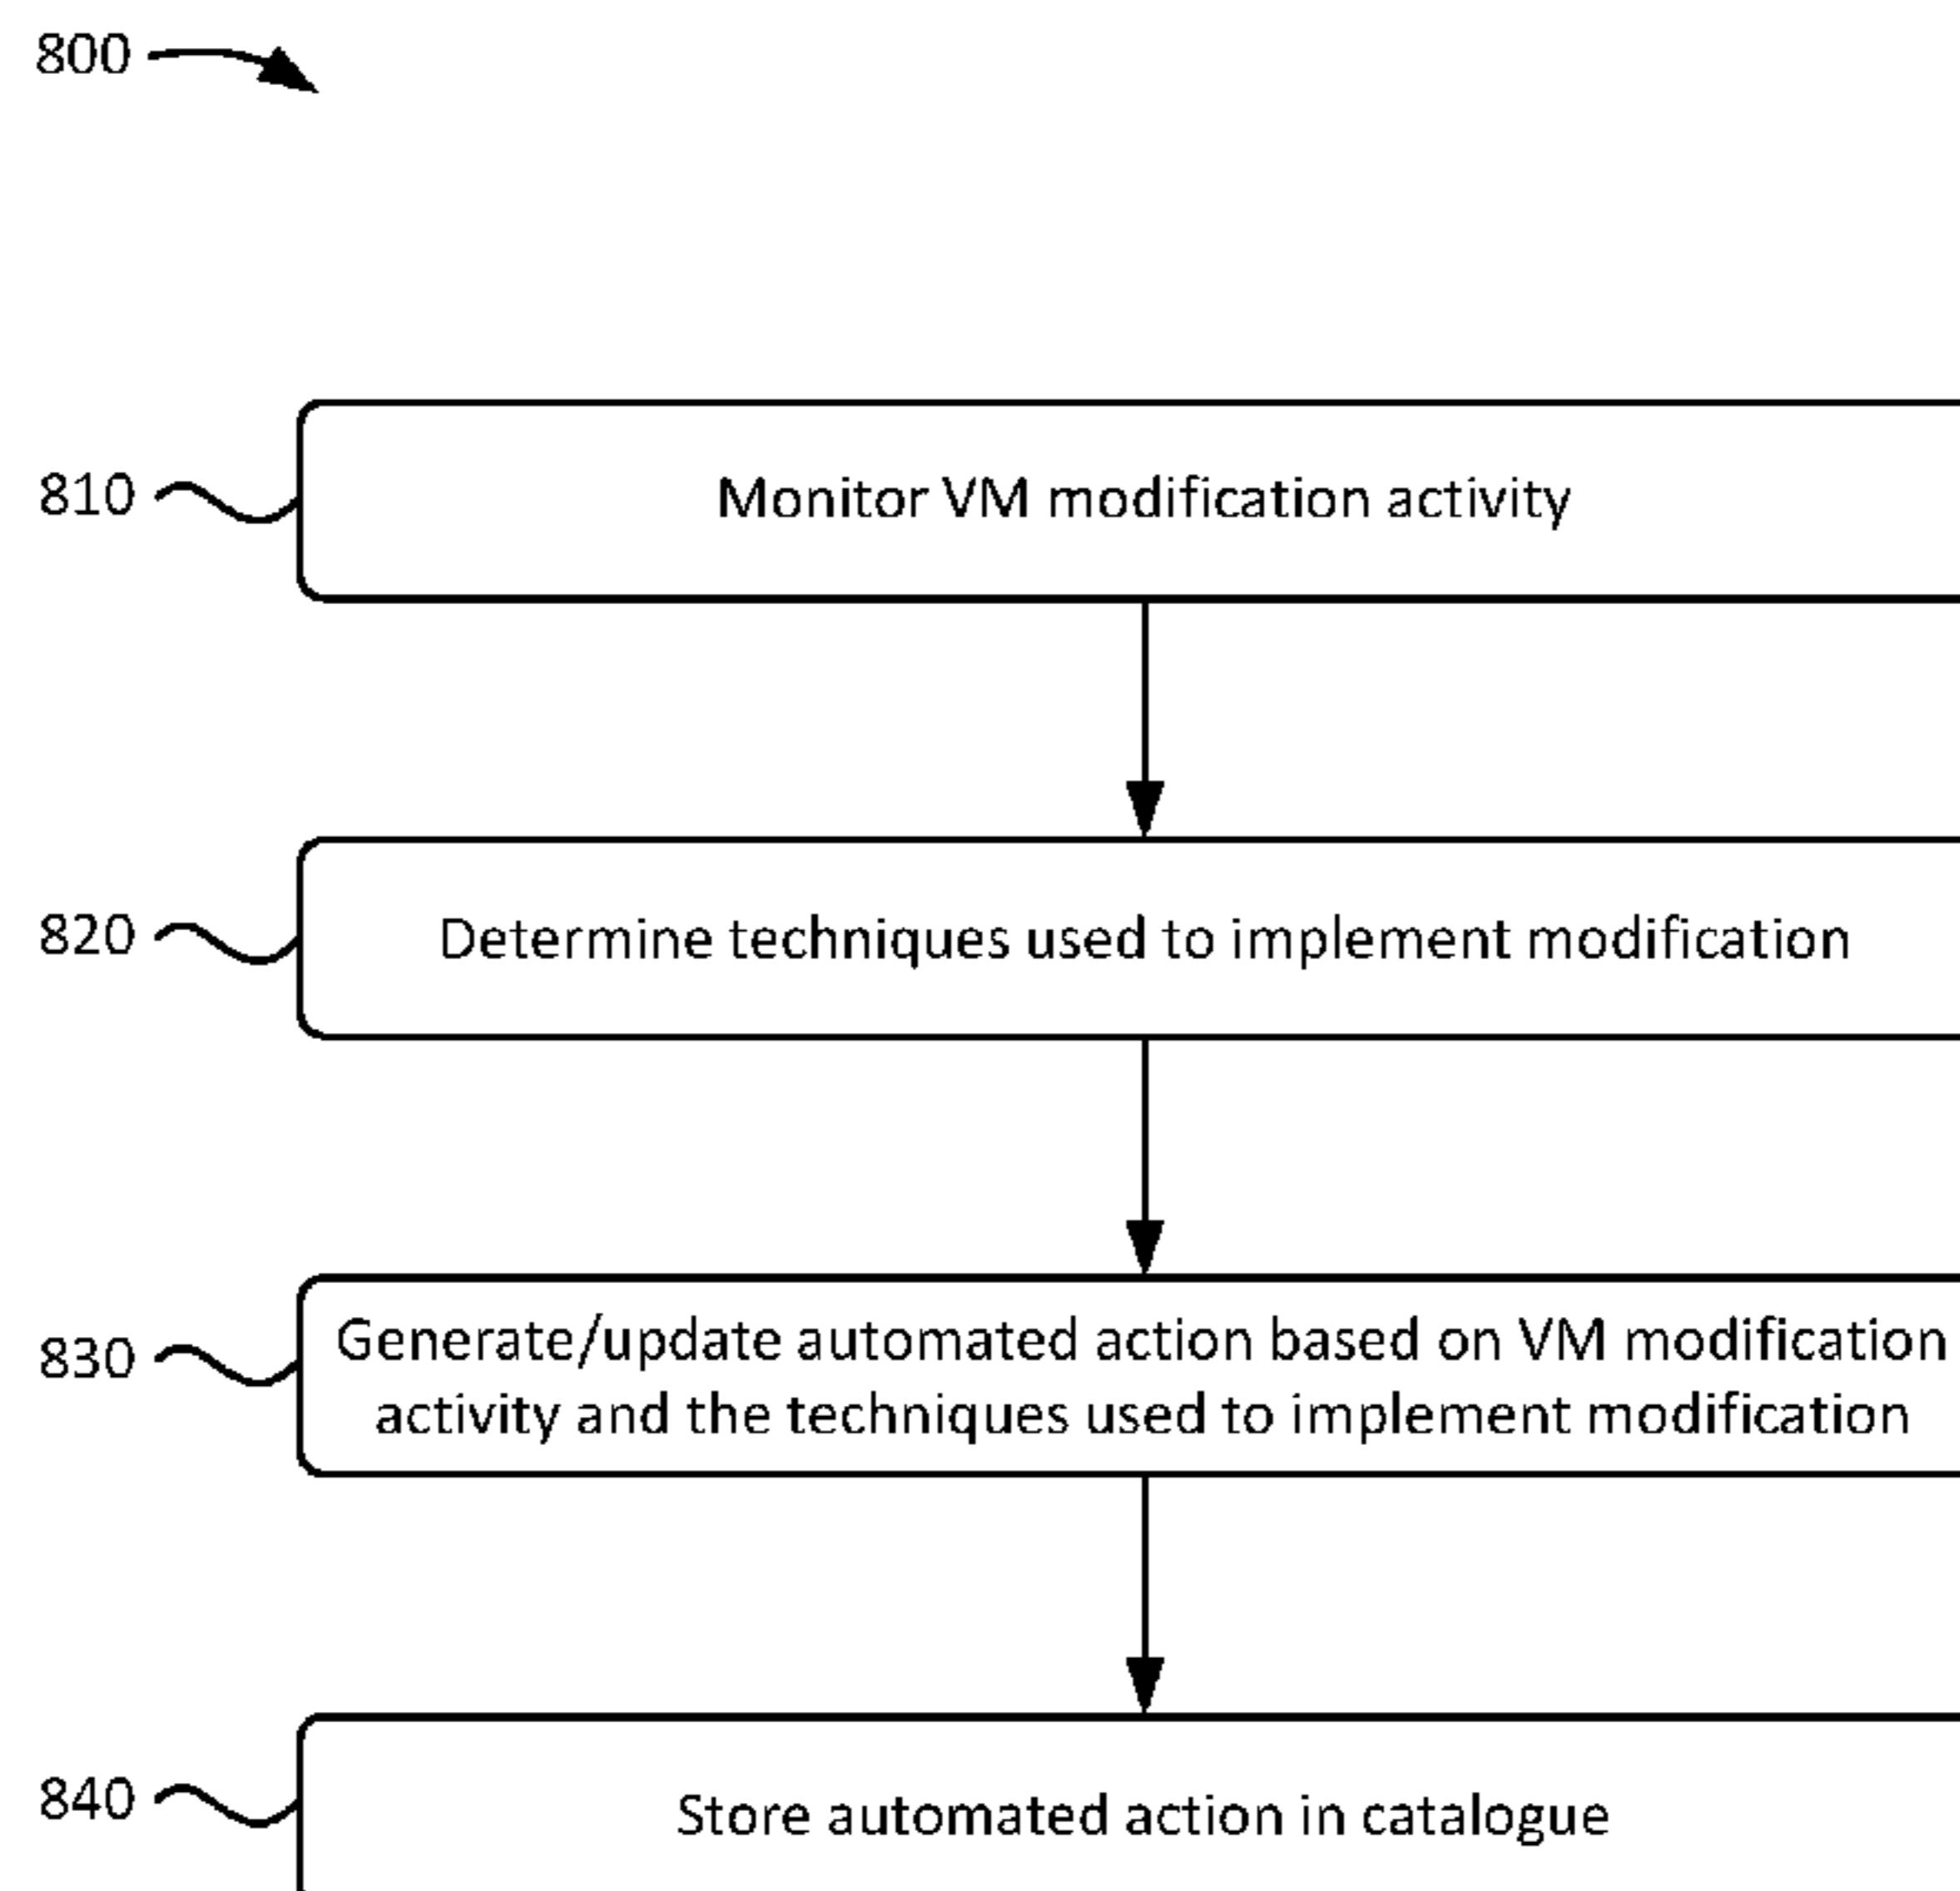 800
810
Monitor VM modification activity
820
Determine techniques used to implement modification
830
Generate/update automated action based on VM modification
activity and the techniques used to implement modification
840
Store automated action in catalogue